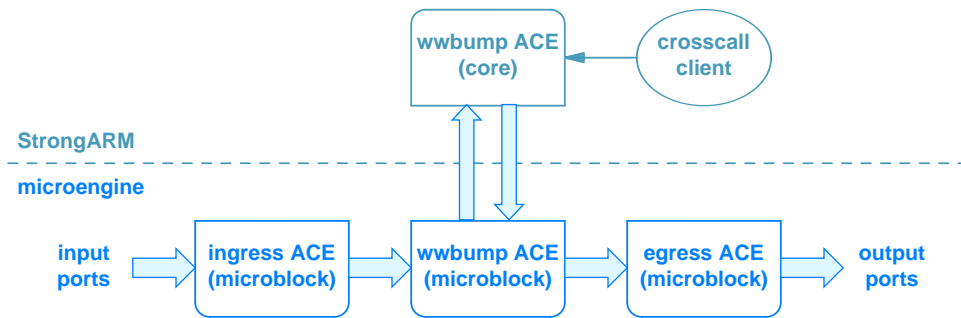 wwbump ACE
(core)
crosscall
client
StrongARM
microengine
input
ports
ingress ACE
(microblock)
wwbump ACE
(microblock)
egress ACE
(microblock)
output
ports